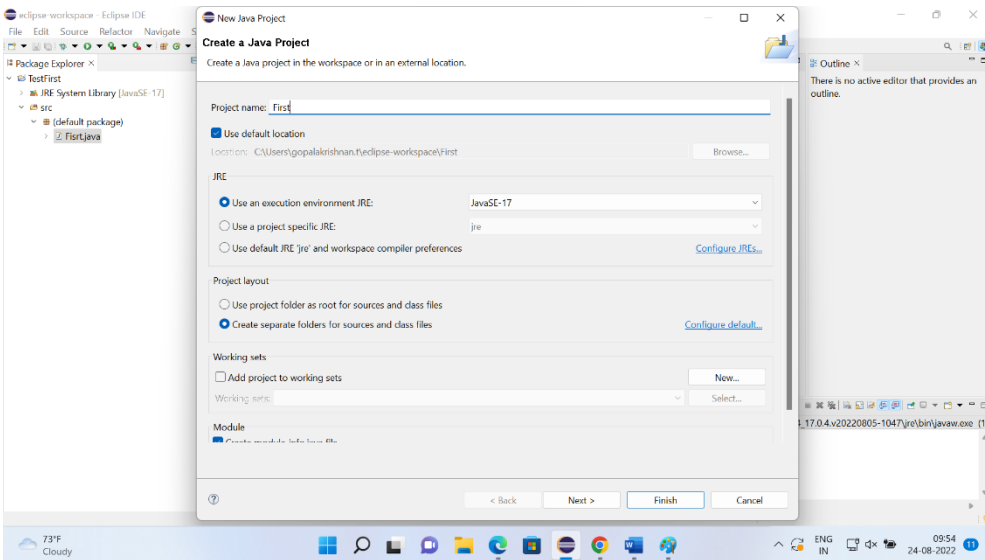 eclipse-workspace - Eclipse IDE
File Edit Source Refactor Navigate S
Package Explorer ×
TestFirst
JRE System Library [JavaSE-17]
src
(default package)
Fisrt.java
New Java Project
Create a Java Project
Create a Java project in the workspace or in an external location.
Project name: First
Use default location
Location: C:\Users\gopalakrishnan.t\eclipse-workspace\First Browse...
JRE
Use an execution environment JRE: JavaSE-17
Use a project specific JRE: jre
Use default JRE 'jre' and workspace compiler preferences Configure JREs...
Project layout
Use project folder as root for sources and class files
Create separate folders for sources and class files Configure default...
Working sets
Add project to working sets New...
Working sets: Select...
Module
Create module-info.java file
< Back Next > Finish Cancel
Outline ×
There is no active editor that provides an
outline.
_17.0.4.v20220805-1047\jre\bin\javaw.exe (1
73°F
Cloudy
ENG
IN
09:54
24-08-2022
11